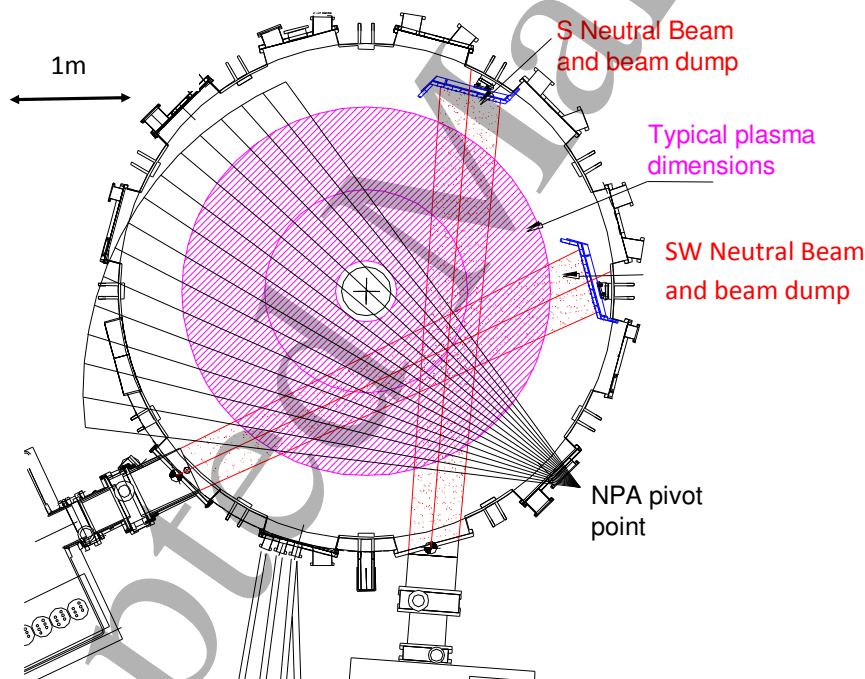 1m
S Neutral Beam
and beam dump
Typical plasma
dimensions
SW Neutral Beam
and beam dump
NPA pivot
point